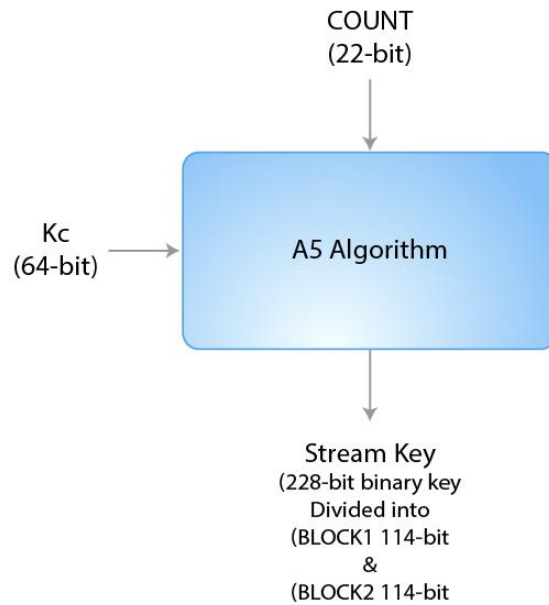 COUNT
(22-bit)
Kc
(64-bit)
A5 Algorithm
Stream Key
(228-bit binary key
Divided into
(BLOCK1 114-bit
&
(BLOCK2 114-bit